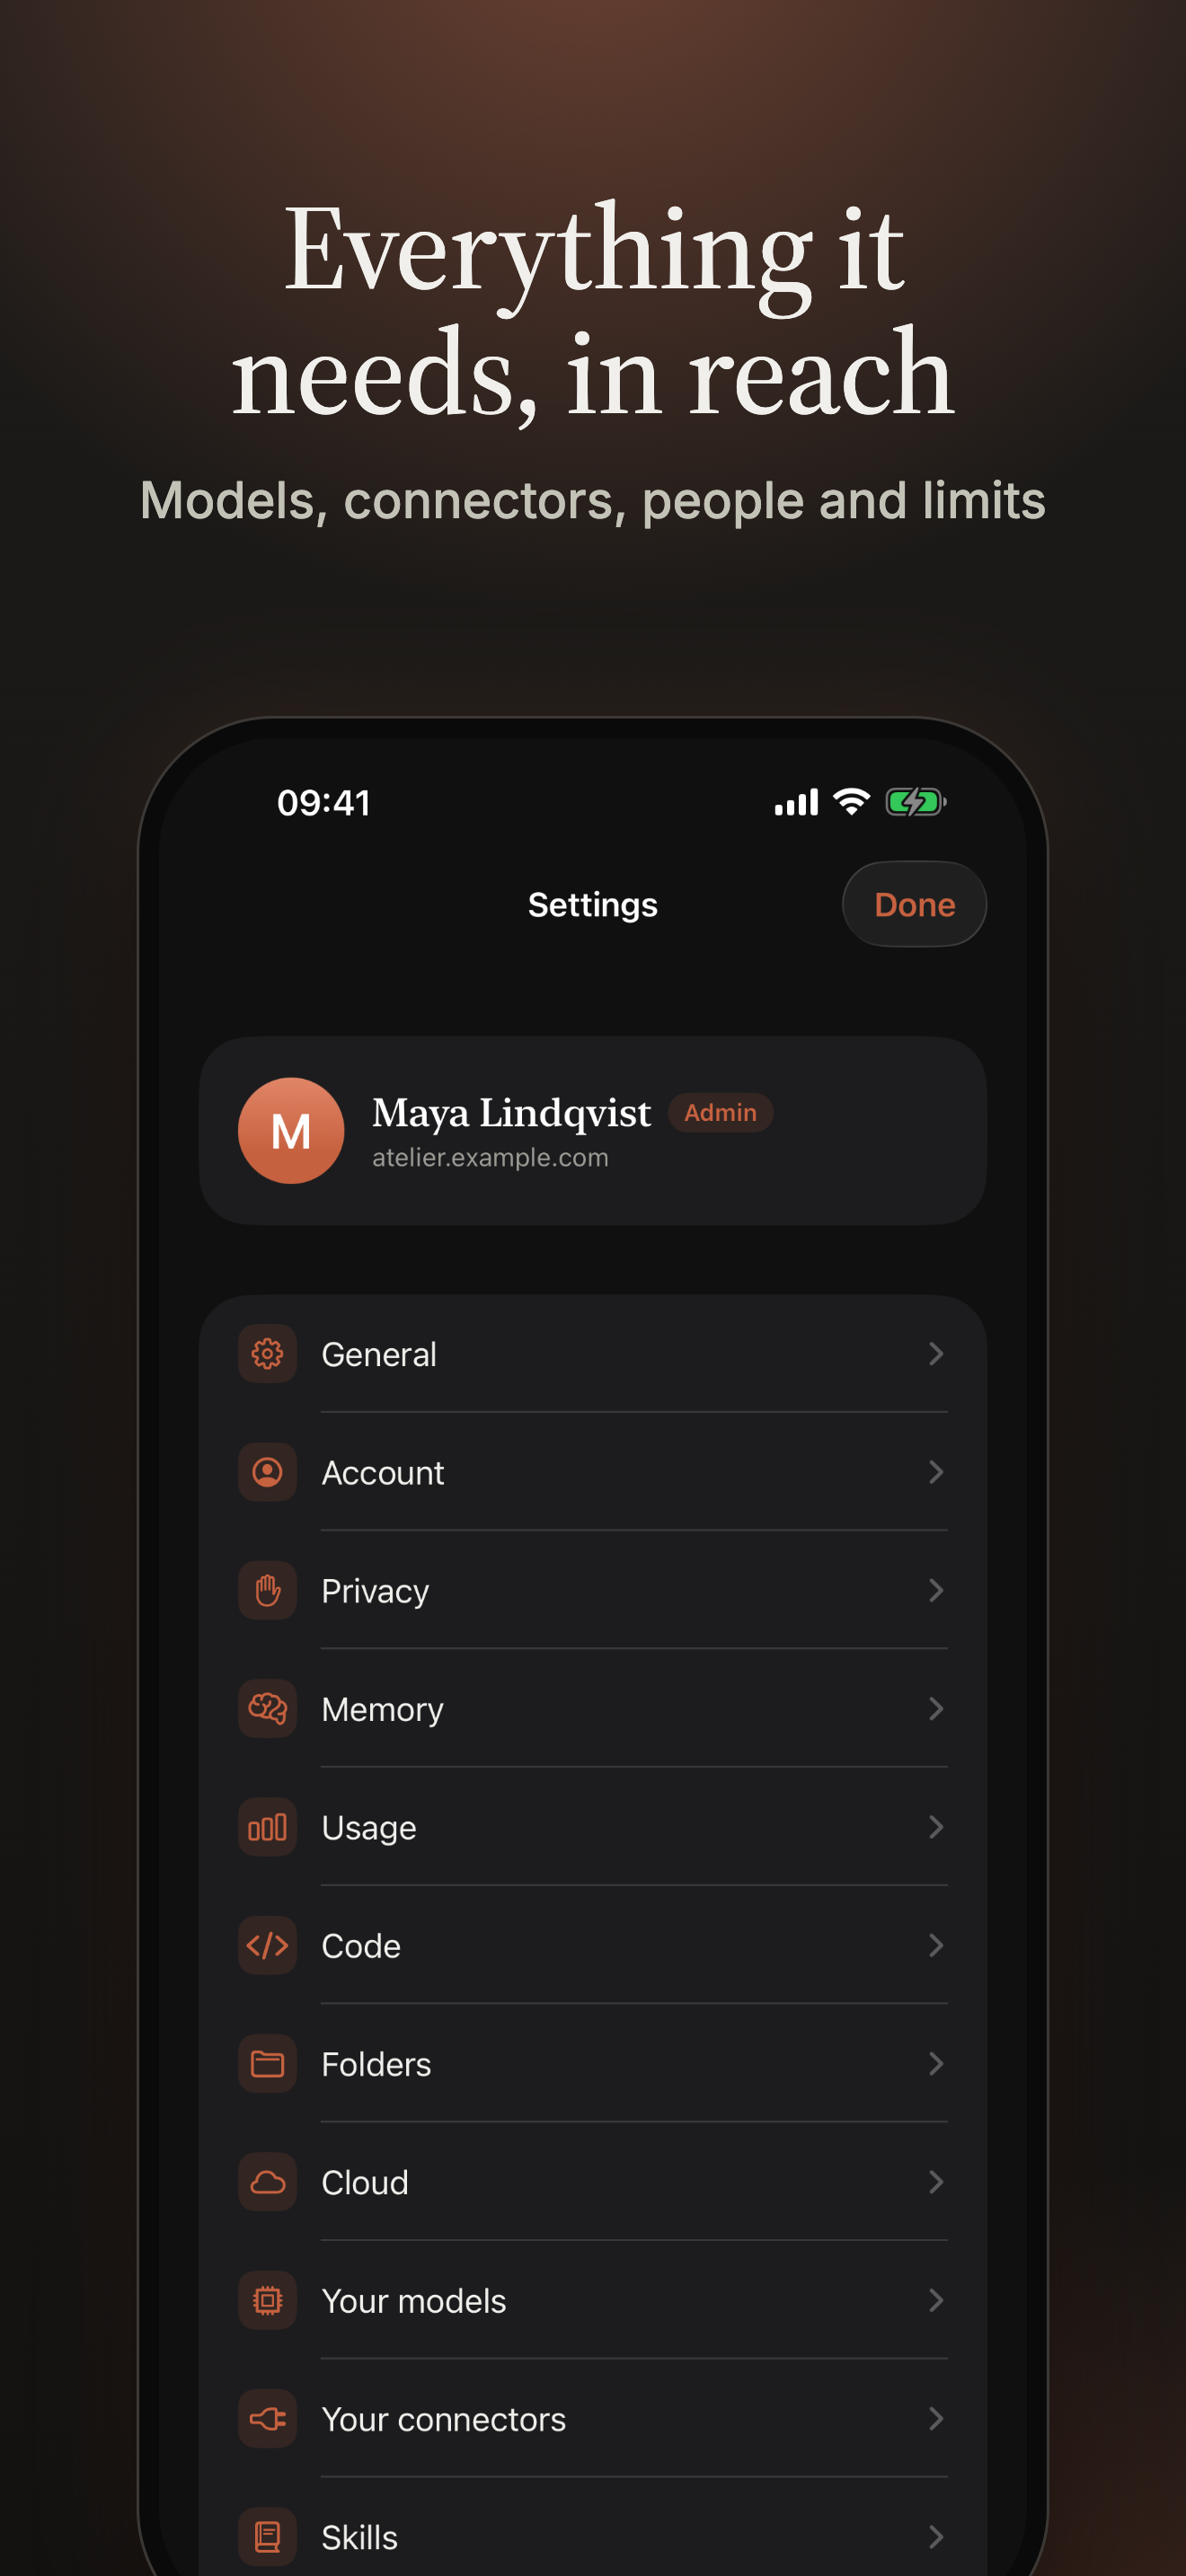 Everything it
needs, in reach
Models, connectors, people and limits
09:41
Settings
Done
M
Maya Lindqvist
Admin
atelier.example.com
General
Account
Privacy
Memory
Usage
Code
Folders
Cloud
Your models
Your connectors
Skills